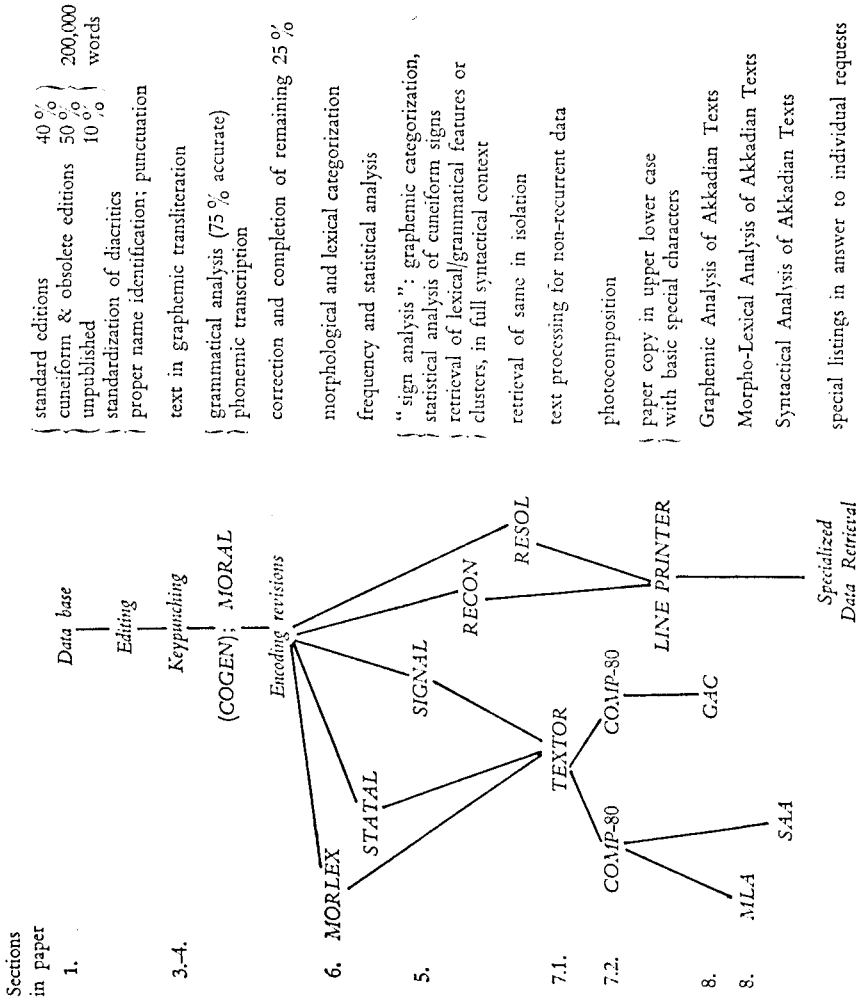 Sections
in paper
1.
Data base
standard editions 40 %
cuneiform & obsolete editions 50 %
unpublished 10 %
200,000
words
Editing
standardization of diacritics
proper name identification; punctuation
3.-4.
Keypunching
text in graphemic transliteration
(COGEN); MORAL
grammatical analysis (75 % accurate)
phonemic transcription
Encoding revisions
correction and completion of remaining 25 %
6.
MORLEX
morphological and lexical categorization
STATAL
frequency and statistical analysis
5.
SIGNAL
“ sign analysis ”: graphemic categorization,
statistical analysis of cuneiform signs
RECON
retrieval of lexical/grammatical features or
clusters, in full syntactical context
RESOL
retrieval of same in isolation
7.1.
TEXTOR
text processing for non-recurrent data
7.2.
COMP-80
COMP-80
photocomposition
LINE PRINTER
paper copy in upper lower case
with basic special characters
8.
GAC
Graphemic Analysis of Akkadian Texts
8.
MLA
Morpho-Lexical Analysis of Akkadian Texts
SAA
Syntactical Analysis of Akkadian Texts
Specialized
Data Retrieval
special listings in answer to individual requests